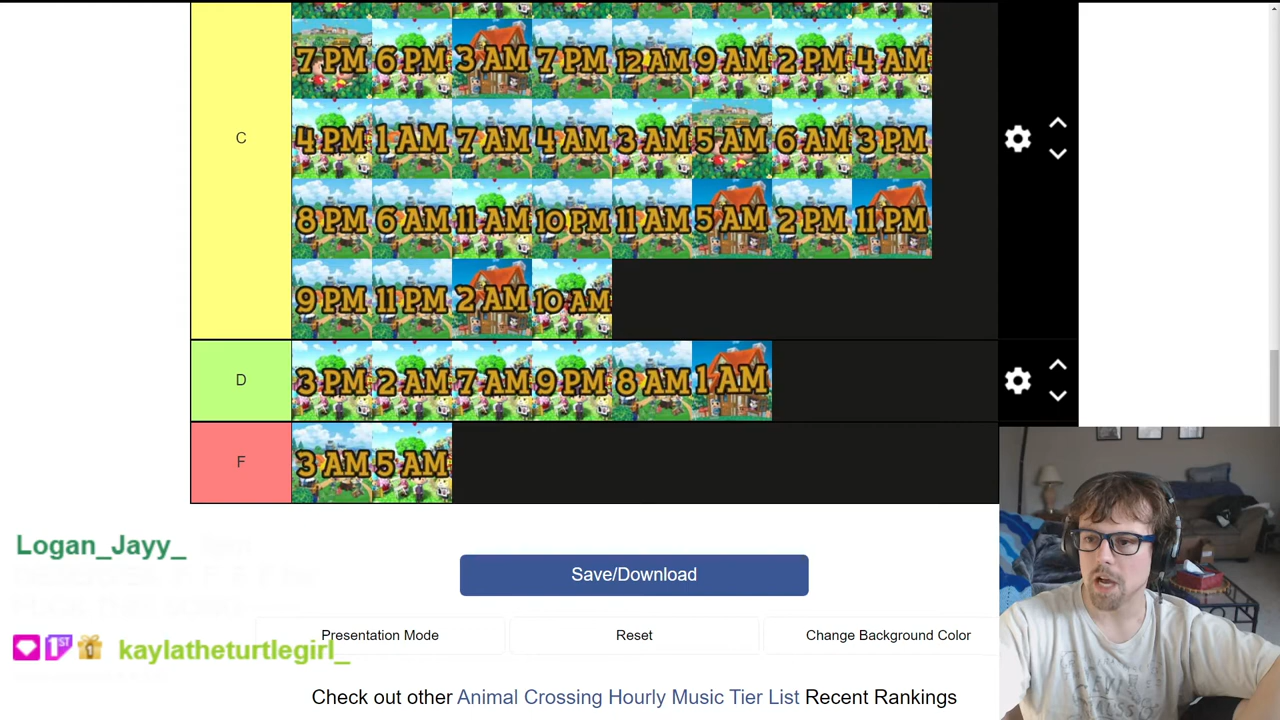 C
7 PM 6 PM 3 AM 7 PM 12 AM 9 AM 2 PM 4 AM
4 PM 1 AM 7 AM 4 AM 3 AM 5 AM 6 AM 3 PM
8 PM 6 AM 11 AM 10 PM 11 AM 5 AM 2 PM 11 PM
9 PM 11 PM 2 AM 10 AM
D
3 PM 2 AM 7 AM 9 PM 8 AM 1 AM
F
3 AM 5 AM
Logan_Jayy_
Save/Download
1ST 1 kaylatheturtlegirl_
Presentation Mode
Reset
Change Background Color
Check out other Animal Crossing Hourly Music Tier List Recent Rankings